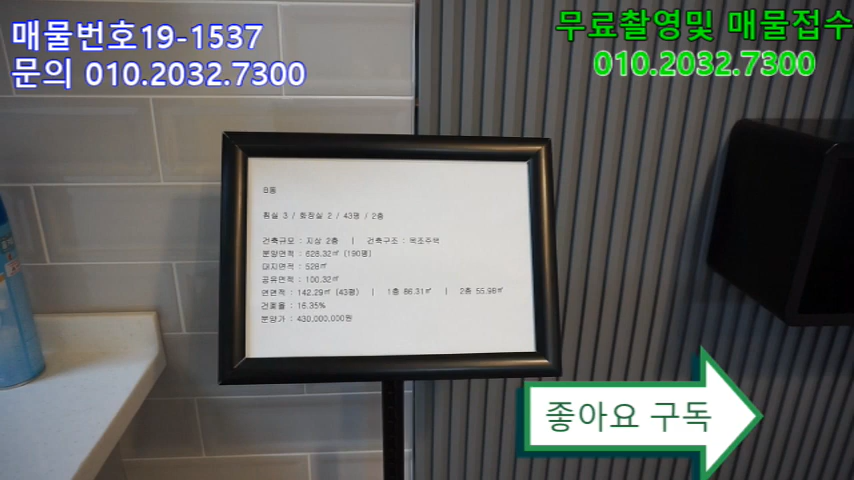 매물번호19-1537
문의 010.2032.7300
무료촬영및 매물접수
010.2032.7300
B동
침실 3 / 화장실 2 / 43평 / 2층
건축규모 : 지상 2층 | 건축구조 : 목조주택
분양면적 : 628.32㎡ (190평)
대지면적 : 528㎡
공유면적 : 100.32㎡
연면적 : 142.29㎡ (43평) | 1층 86.31㎡ | 2층 55.98㎡
건폐율 : 16.35%
분양가 : 430,000,000원
좋아요 구독